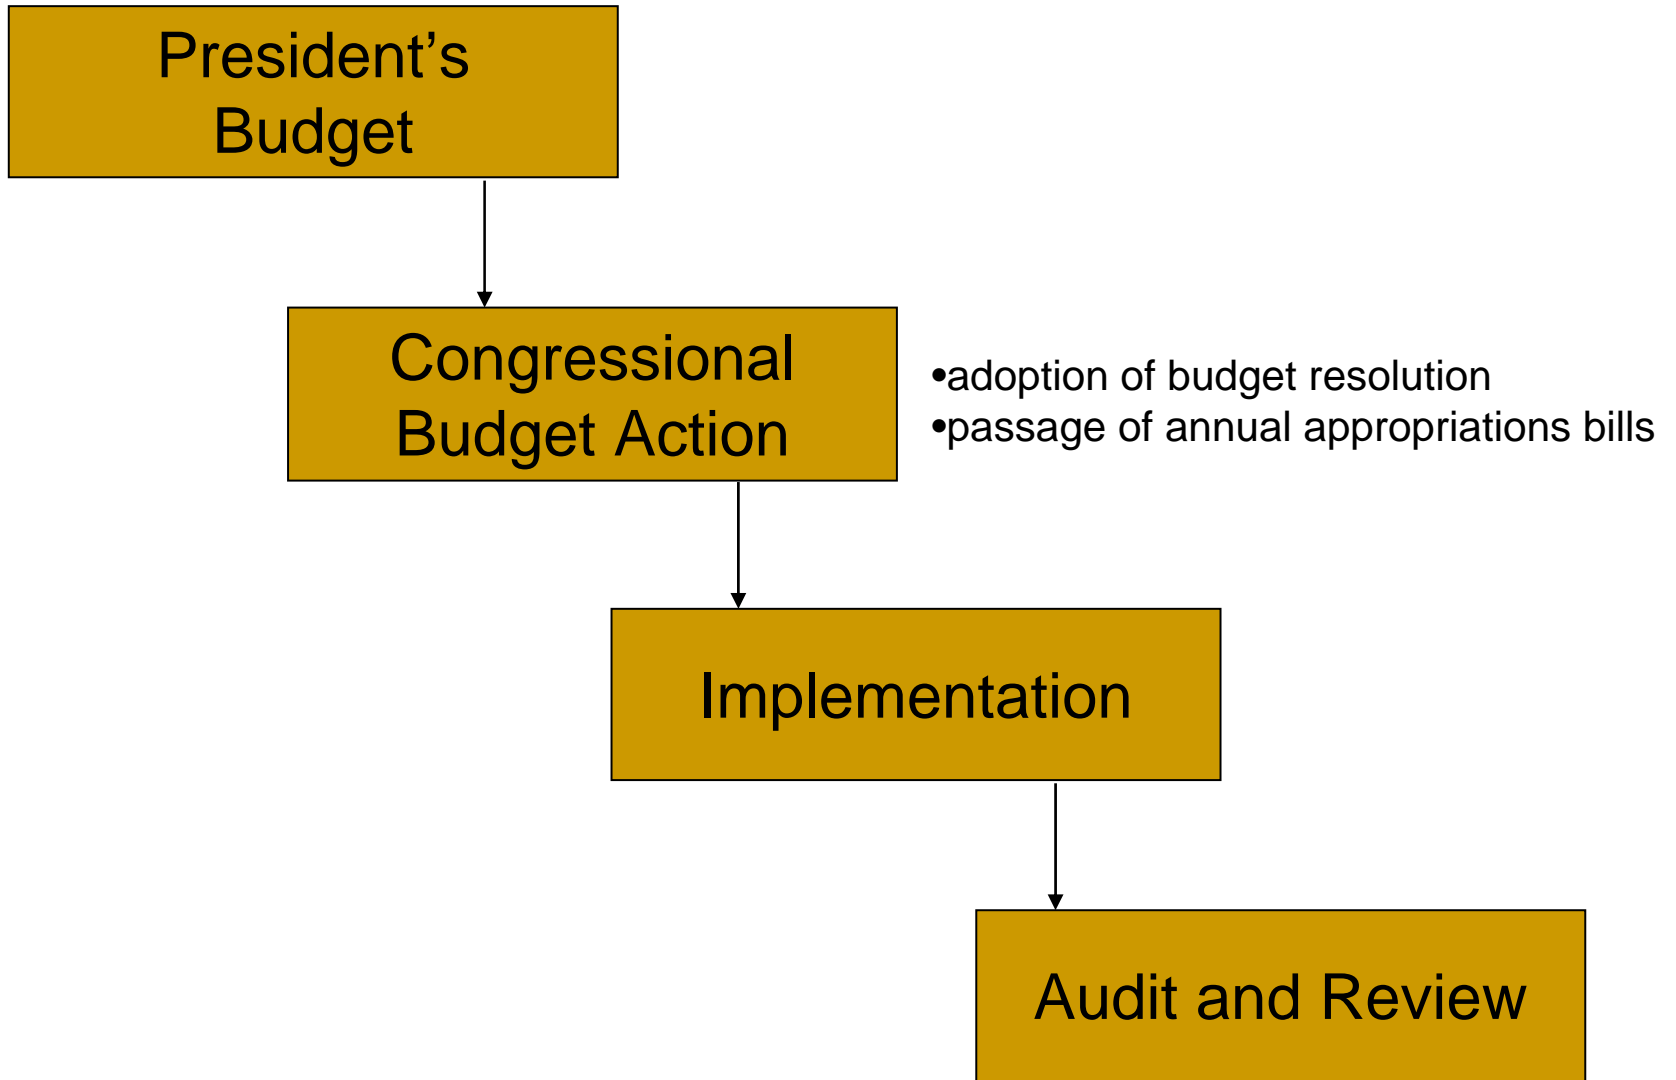 President’s
Budget
Congressional
Budget Action
•adoption of budget resolution
•passage of annual appropriations bills
Implementation
Audit and Review